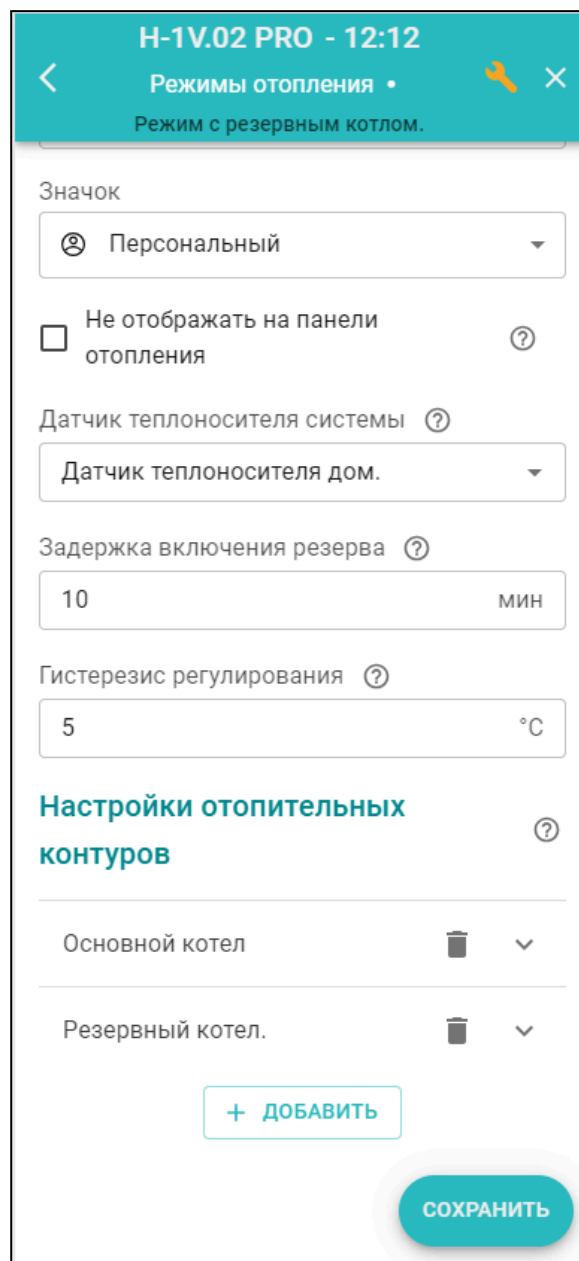 H-1V.02 PRO - 12:12
Режимы отопления •
Режим с резервным котлом.
Значок
Персональный
Не отображать на панели
отопления
Датчик теплоносителя системы
Датчик теплоносителя дом.
Задержка включения резерва
10 мин
Гистерезис регулирования
5 °C
Настройки отопительных
контуров
Основной котел
Резервный котел.
+ ДОБАВИТЬ
СОХРАНИТЬ